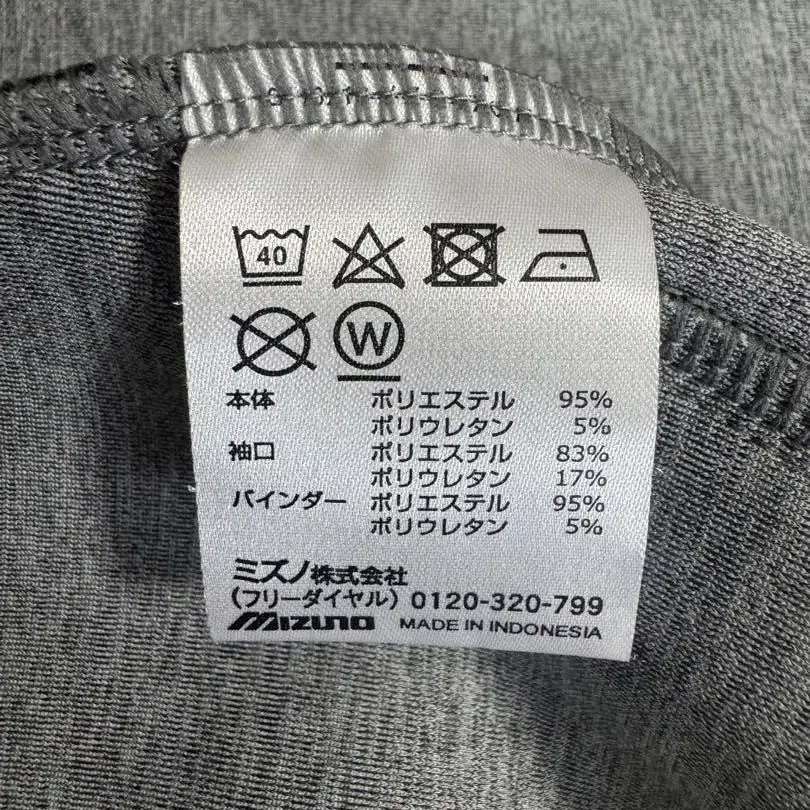 40
W
本体 ポリエステル 95%
ポリウレタン 5%
袖口 ポリエステル 83%
ポリウレタン 17%
バインダー ポリエステル 95%
ポリウレタン 5%
ミズノ株式会社
(フリーダイヤル) 0120-320-799
MIZUNO MADE IN INDONESIA